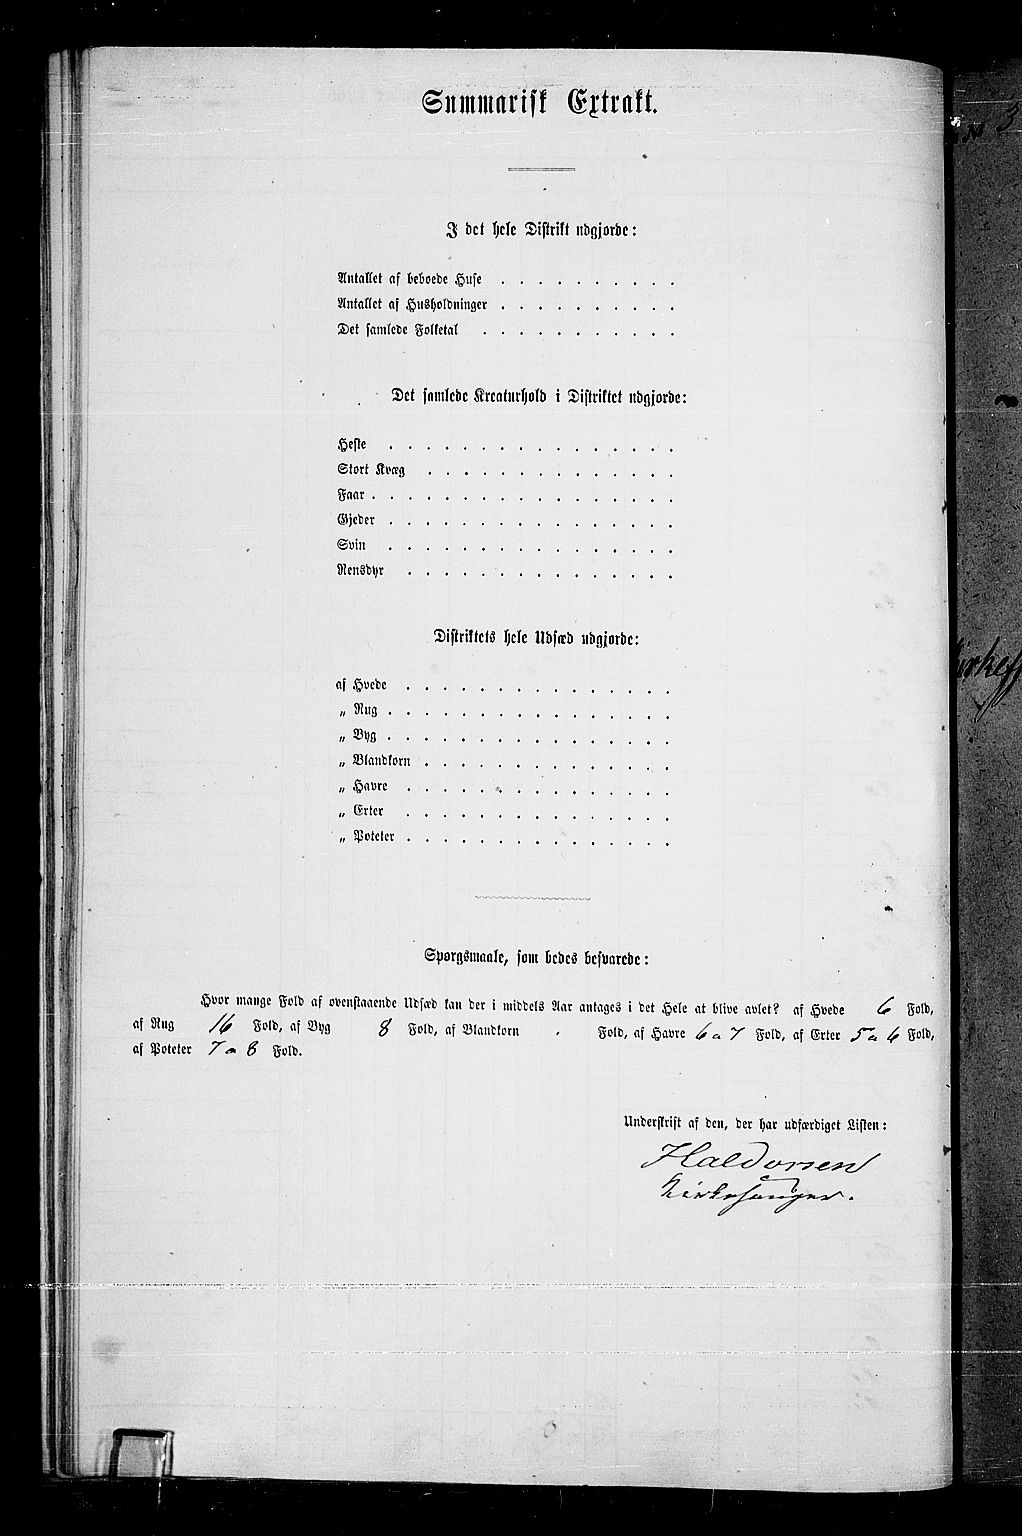 Summarisk Extrakt.
I det hele Distrikt udgjorde:
Antallet af beboede Huse . . . . . . . . . .
Antallet af Husholdninger . . . . . . . . . .
Det samlede Folketal . . . . . . . . . . .
Det samlede Kreaturhold i Distriktet udgjorde:
Heste . . . . . . . . . . . . . . . .
Stort Kvæg . . . . . . . . . . . . . .
Faar . . . . . . . . . . . . . . . . .
Gjeder . . . . . . . . . . . . . . . .
Svin . . . . . . . . . . . . . . . .
Rensdyr . . . . . . . . . . . . . . .
Distriktets hele Udsæd udgjorde:
af Hvede . . . . . . . . . . . . . . .
„ Rug . . . . . . . . . . . . . . . .
„ Byg . . . . . . . . . . . . . . . .
„ Blandkorn . . . . . . . . . . . . . .
„ Havre . . . . . . . . . . . . . . .
„ Erter . . . . . . . . . . . . . . .
„ Poteter . . . . . . . . . . . . . . .
Spørgsmaale, som bedes besvarede:
Hvor mange Fold af ovenstaaende Udsæd kan der i middels Aar antages i det Hele at blive avlet? af Hvede 6 Fold,
af Rug 16 Fold, af Byg 8 Fold, af Blandkorn . Fold, af Havre 6 a 7 Fold, af Erter 5 a 6 Fold,
af Poteter 7 a 8 Fold.
Underskrift af den, der har udfærdiget Listen:
Haldorsen
Kirkesanger.